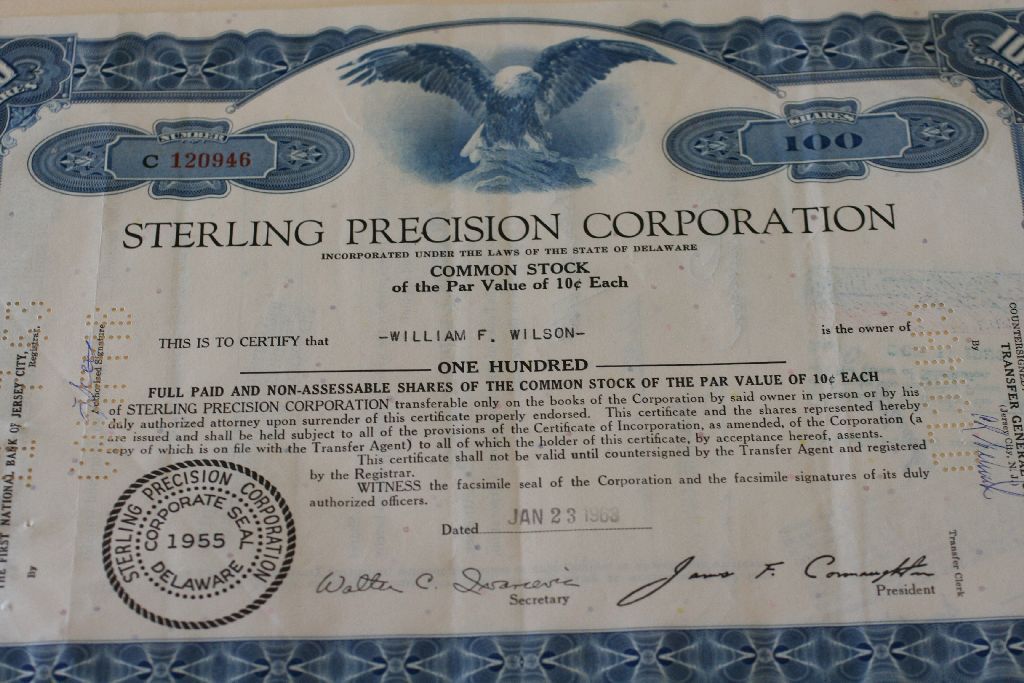 NUMBER
C 120946
SHARES
100
STERLING PRECISION CORPORATION
INCORPORATED UNDER THE LAWS OF THE STATE OF DELAWARE
COMMON STOCK
of the Par Value of 10¢ Each
THIS IS TO CERTIFY that -WILLIAM F. WILSON- is the owner of
ONE HUNDRED
FULL PAID AND NON-ASSESSABLE SHARES OF THE COMMON STOCK OF THE PAR VALUE OF 10¢ EACH
of STERLING PRECISION CORPORATION transferable only on the books of the Corporation by said owner in person or by his
duly authorized attorney upon surrender of this certificate properly endorsed. This certificate and the shares represented hereby
are issued and shall be held subject to all of the provisions of the Certificate of Incorporation, as amended, of the Corporation (a
copy of which is on file with the Transfer Agent) to all of which the holder of this certificate, by acceptance hereof, assents.
This certificate shall not be valid until countersigned by the Transfer Agent and registered
by the Registrar.
WITNESS the facsimile seal of the Corporation and the facsimile signatures of its duly
authorized officers.
Dated JAN 23 1963
STERLING PRECISION CORPORATION
CORPORATE SEAL
1955
DELAWARE
Walter C.
Secretary
James F. Connaughton
President
THE FIRST NATIONAL BANK OF JERSEY CITY,
Registrar,
By
Authorized Signature
TRANSFER
(Jersey City, N. J.)
By
Transfer Clerk